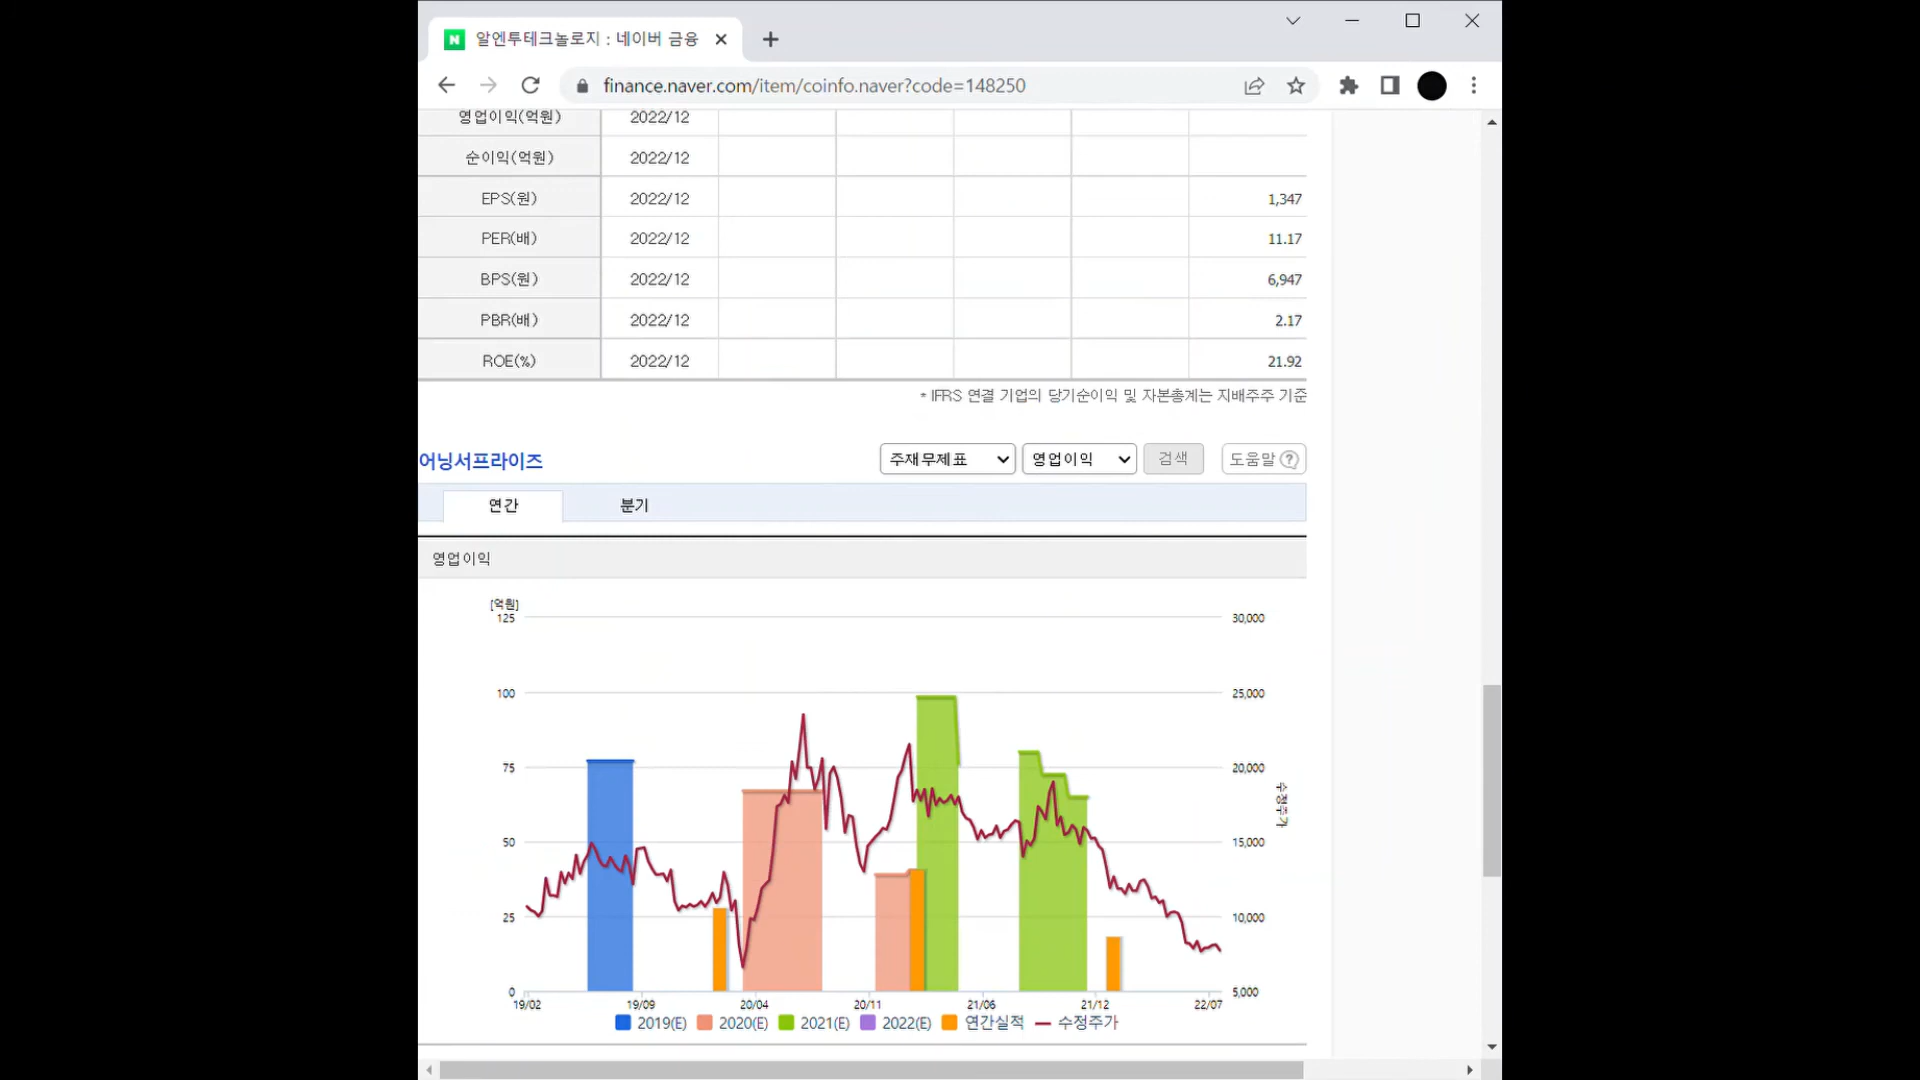 알엔투테크놀로지 : 네이버 금융
finance.naver.com/item/coinfo.naver?code=148250
영업이익(억원) 2022/12
순이익(억원) 2022/12
EPS(원) 2022/12 1,347
PER(배) 2022/12 11.17
BPS(원) 2022/12 6,947
PBR(배) 2022/12 2.17
ROE(%) 2022/12 21.92
* IFRS 연결 기업의 당기순이익 및 자본총계는 지배주주 기준
어닝서프라이즈 주재무제표 영업이익 검색 도움말 ?
연간 분기
영업이익
[억원]
125 30,000
100 25,000
75 20,000
수정주가
50 15,000
25 10,000
0 5,000
19/02 19/09 20/04 20/11 21/06 21/12 22/07
2019(E) 2020(E) 2021(E) 2022(E) 연간실적 수정주가